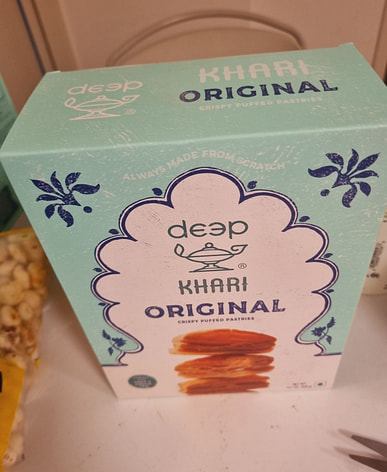 deep
KHARI
ORIGINAL
CRISPY PUFFED PASTRIES
®
ALWAYS MADE FROM SCRATCH
deep
®
KHARI
ORIGINAL
CRISPY PUFFED PASTRIES